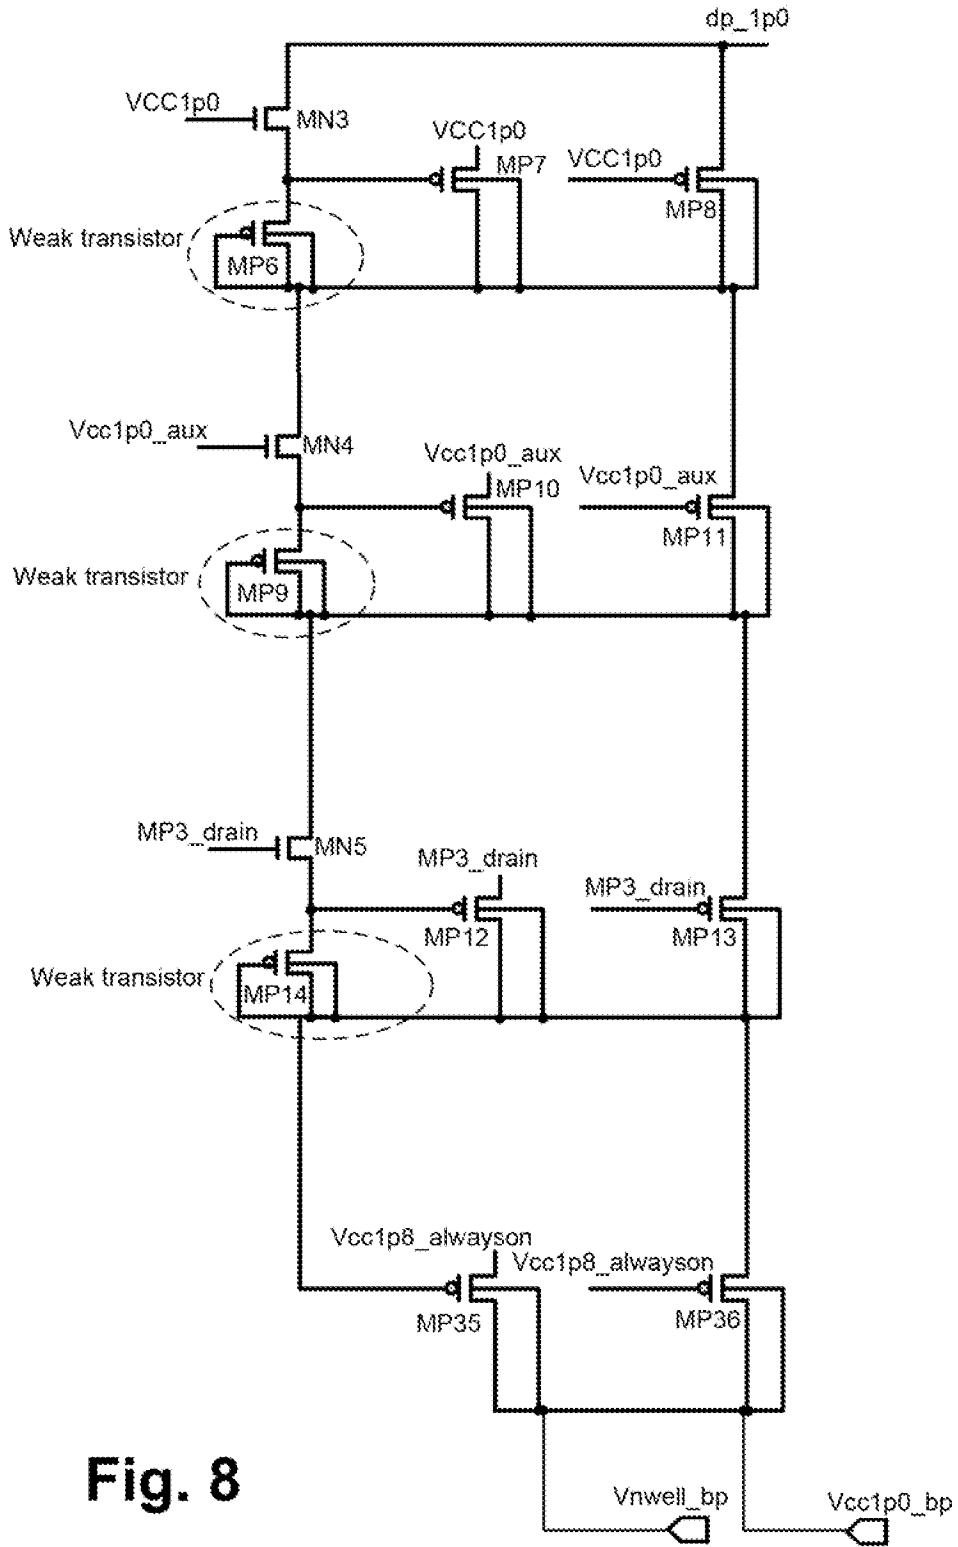 dp_1p0
VCC1p0
MN3
VCC1p0
MP7
VCC1p0
MP8
Weak transistor
MP6
Vcc1p0_aux
MN4
Vcc1p0_aux
MP10
Vcc1p0_aux
MP11
Weak transistor
MP9
MP3_drain
MN5
MP3_drain
MP12
MP3_drain
MP13
Weak transistor
MP14
Vcc1p8_alwayson
MP35
Vcc1p8_alwayson
MP36
Fig. 8
Vnwell_bp
Vcc1p0_bp